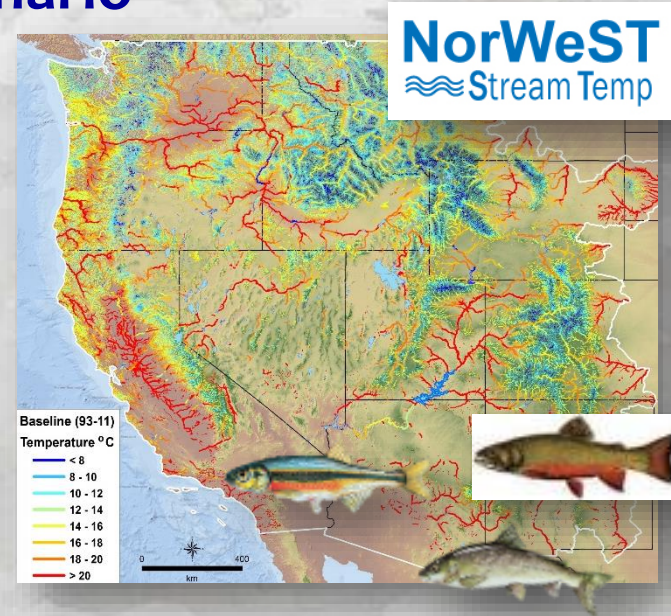 nario
NorWeST
Stream Temp
Baseline (93-11)
Temperature °C
< 8
8 - 10
10 - 12
12 - 14
14 - 16
16 - 18
18 - 20
> 20
0 400
km